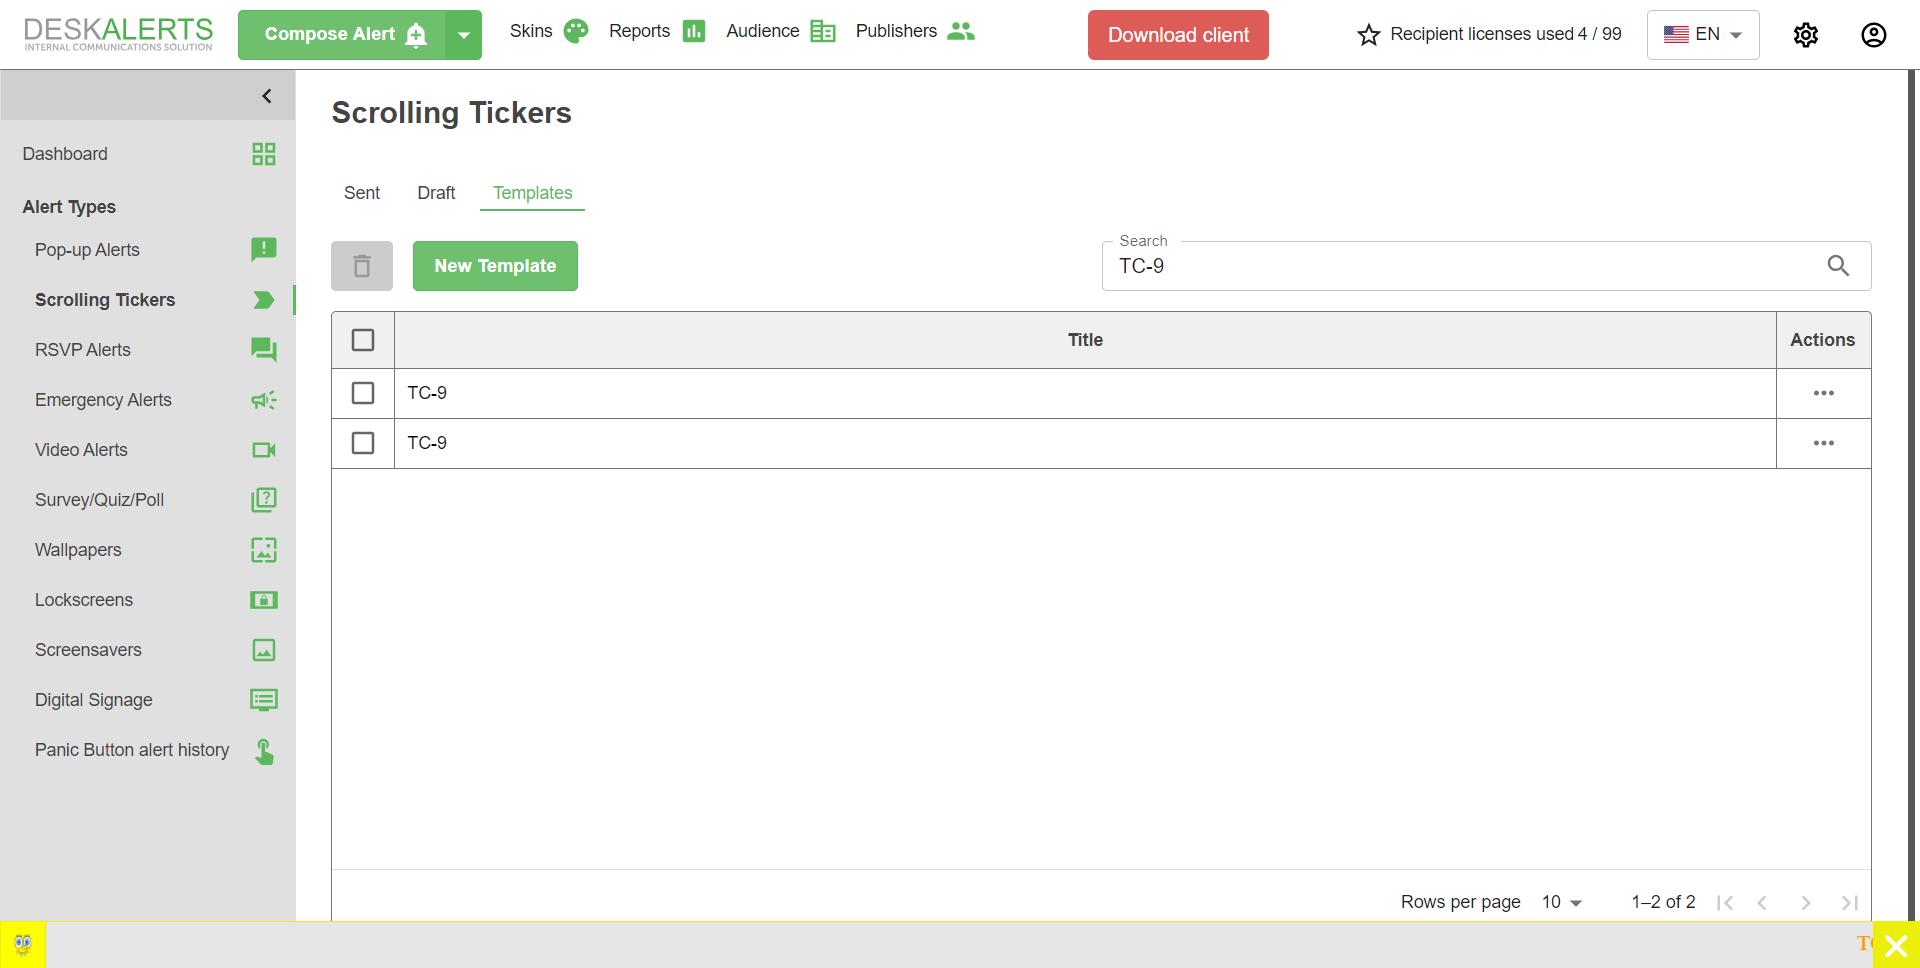 DESKALERTS
INTERNAL COMMUNICATIONS SOLUTION
Compose Alert
Skins
Reports
Audience
Publishers
Download client
Recipient licenses used 4 / 99
EN
Dashboard
Alert Types
Pop-up Alerts
Scrolling Tickers
RSVP Alerts
Emergency Alerts
Video Alerts
Survey/Quiz/Poll
Wallpapers
Lockscreens
Screensavers
Digital Signage
Panic Button alert history
Scrolling Tickers
Sent
Draft
Templates
New Template
Search
TC-9
Title
Actions
TC-9
TC-9
Rows per page
10
1–2 of 2